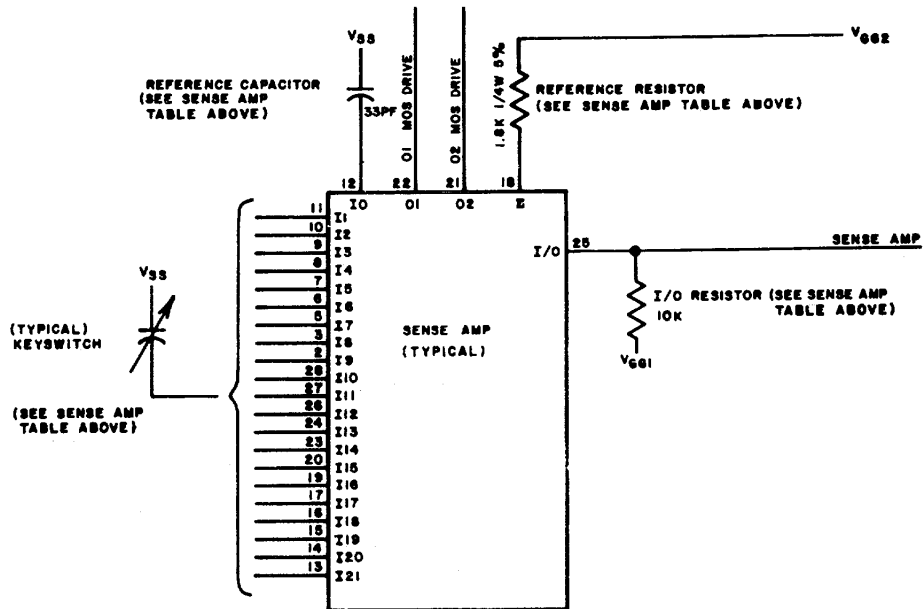 VSS
REFERENCE CAPACITOR
(SEE SENSE AMP
TABLE ABOVE)
33PF
O1 MOS DRIVE
O2 MOS DRIVE
1.8K 1/4W 5%
REFERENCE RESISTOR
(SEE SENSE AMP TABLE ABOVE)
VGG2
12 22 21 18
I0 O1 O2 Z
11 I1
10 I2
9 I3
8 I4
7 I5
6 I6
5 I7
3 I8
2 I9
28 I10
27 I11
26 I12
24 I13
23 I14
20 I15
19 I16
17 I17
16 I18
15 I19
14 I20
13 I21
VSS
(TYPICAL)
KEYSWITCH
(SEE SENSE AMP
TABLE ABOVE)
SENSE AMP
(TYPICAL)
I/O 25
SENSE AMP
I/O RESISTOR (SEE SENSE AMP
10K TABLE ABOVE)
VGG1